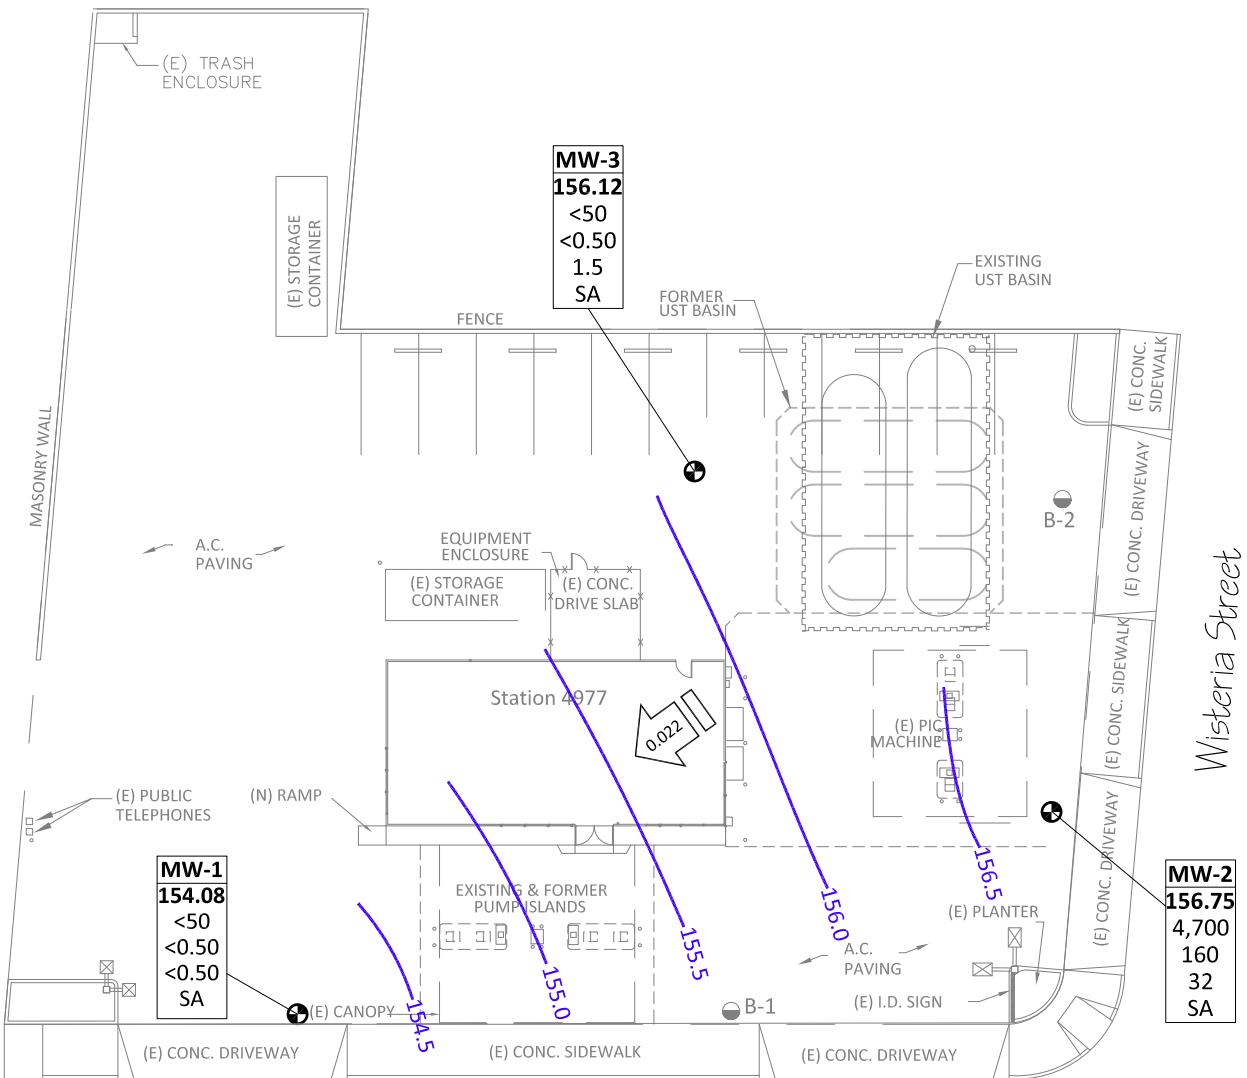 (E) TRASH
ENCLOSURE
MW-3
156.12
<50
<0.50
1.5
SA
(E) STORAGE
CONTAINER
EXISTING
UST BASIN
FORMER
UST BASIN
FENCE
(E) CONC.
SIDEWALK
MASONRY WALL
(E) CONC. DRIVEWAY
B-2
A.C.
PAVING
EQUIPMENT
ENCLOSURE
(E) STORAGE
CONTAINER
(E) CONC.
DRIVE SLAB
Wisteria Street
(E) CONC. SIDEWALK
Station 4977
0.022
(E) PIC
MACHINE
(E) PUBLIC
TELEPHONES
(N) RAMP
(E) CONC. DRIVEWAY
MW-1
154.08
<50
<0.50
<0.50
SA
EXISTING & FORMER
PUMP ISLANDS
156.5
MW-2
156.75
4,700
160
32
SA
156.0
(E) PLANTER
155.5
A.C.
PAVING
155.0
(E) CANOPY
154.5
B-1
(E) I.D. SIGN
(E) CONC. DRIVEWAY
(E) CONC. SIDEWALK
(E) CONC. DRIVEWAY